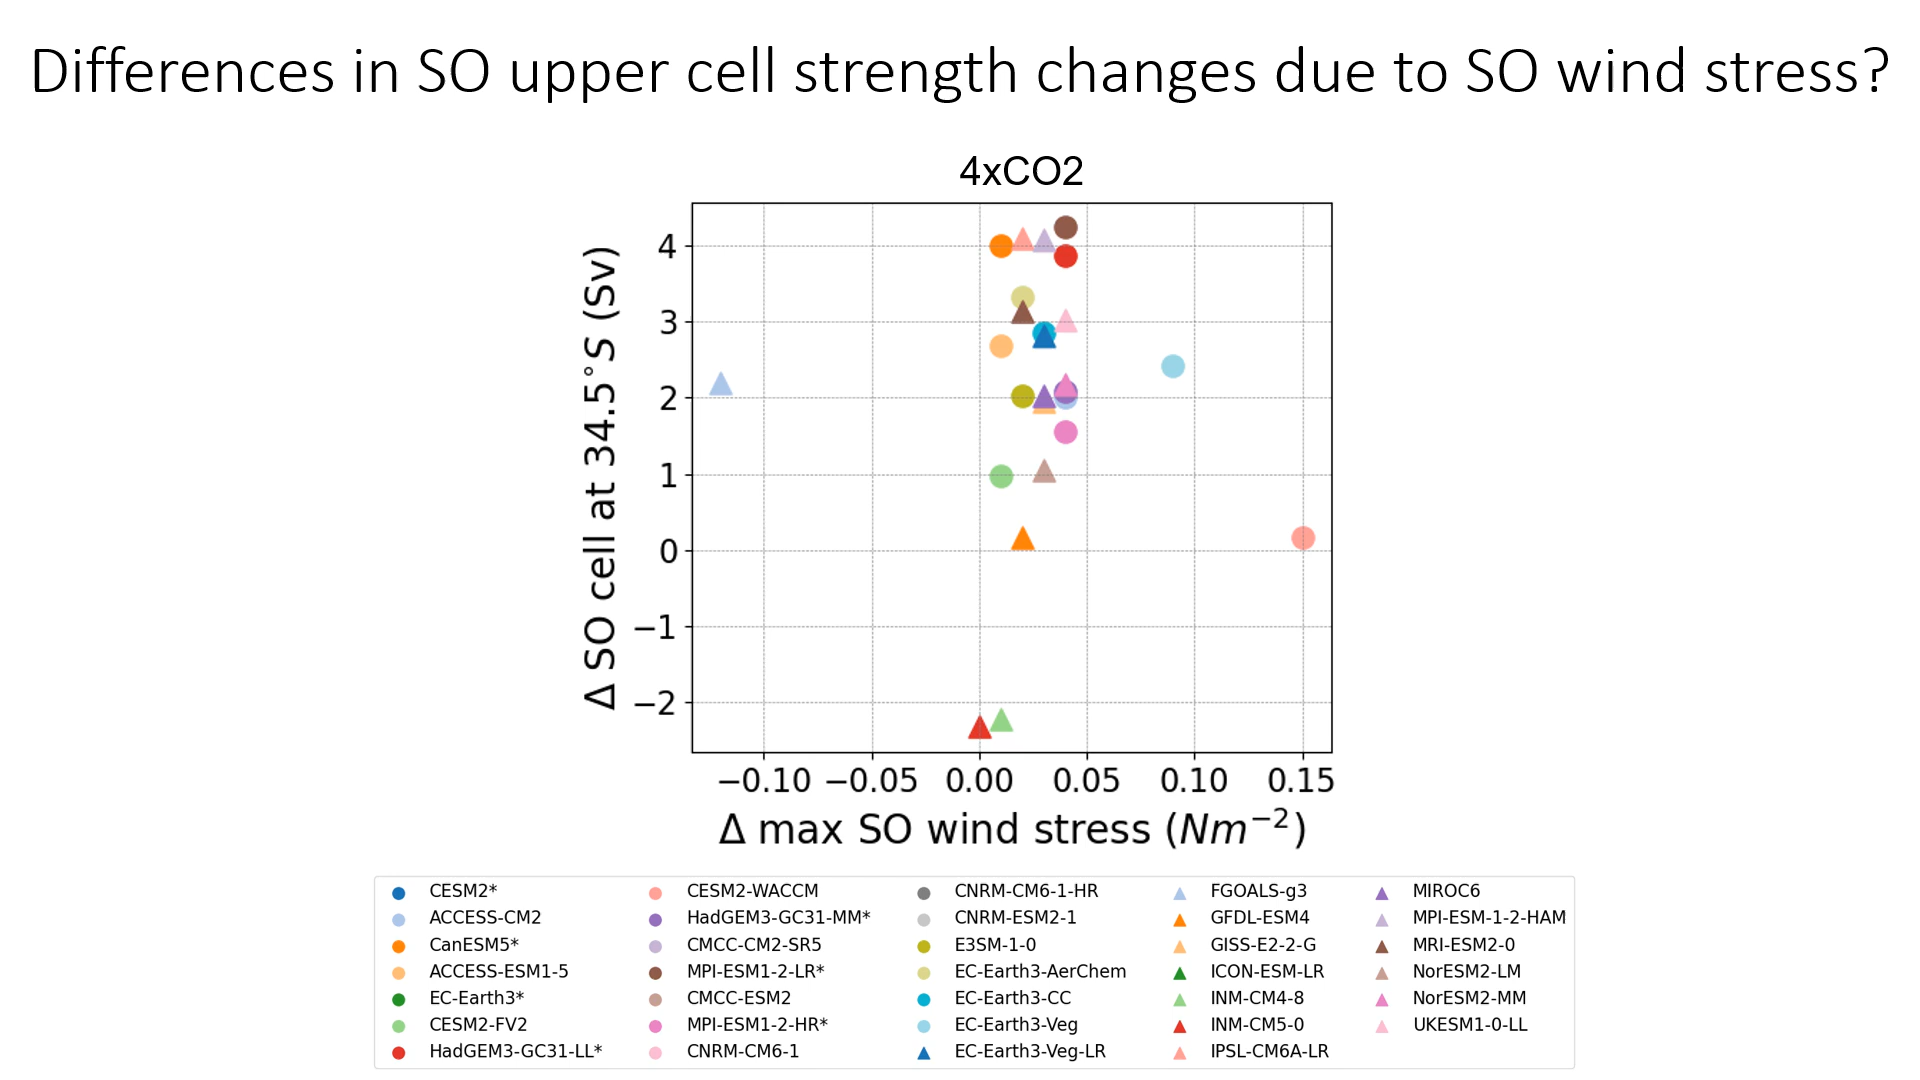 Differences in SO upper cell strength changes due to SO wind stress?
4xCO2
Δ SO cell at 34.5°S (Sv)
4
3
2
1
0
−1
−2
−0.10 −0.05 0.00 0.05 0.10 0.15
Δ max SO wind stress (Nm⁻²)
CESM2*
ACCESS-CM2
CanESM5*
ACCESS-ESM1-5
EC-Earth3*
CESM2-FV2
HadGEM3-GC31-LL*
CESM2-WACCM
HadGEM3-GC31-MM*
CMCC-CM2-SR5
MPI-ESM1-2-LR*
CMCC-ESM2
MPI-ESM1-2-HR*
CNRM-CM6-1
CNRM-CM6-1-HR
CNRM-ESM2-1
E3SM-1-0
EC-Earth3-AerChem
EC-Earth3-CC
EC-Earth3-Veg
EC-Earth3-Veg-LR
FGOALS-g3
GFDL-ESM4
GISS-E2-2-G
ICON-ESM-LR
INM-CM4-8
INM-CM5-0
IPSL-CM6A-LR
MIROC6
MPI-ESM-1-2-HAM
MRI-ESM2-0
NorESM2-LM
NorESM2-MM
UKESM1-0-LL